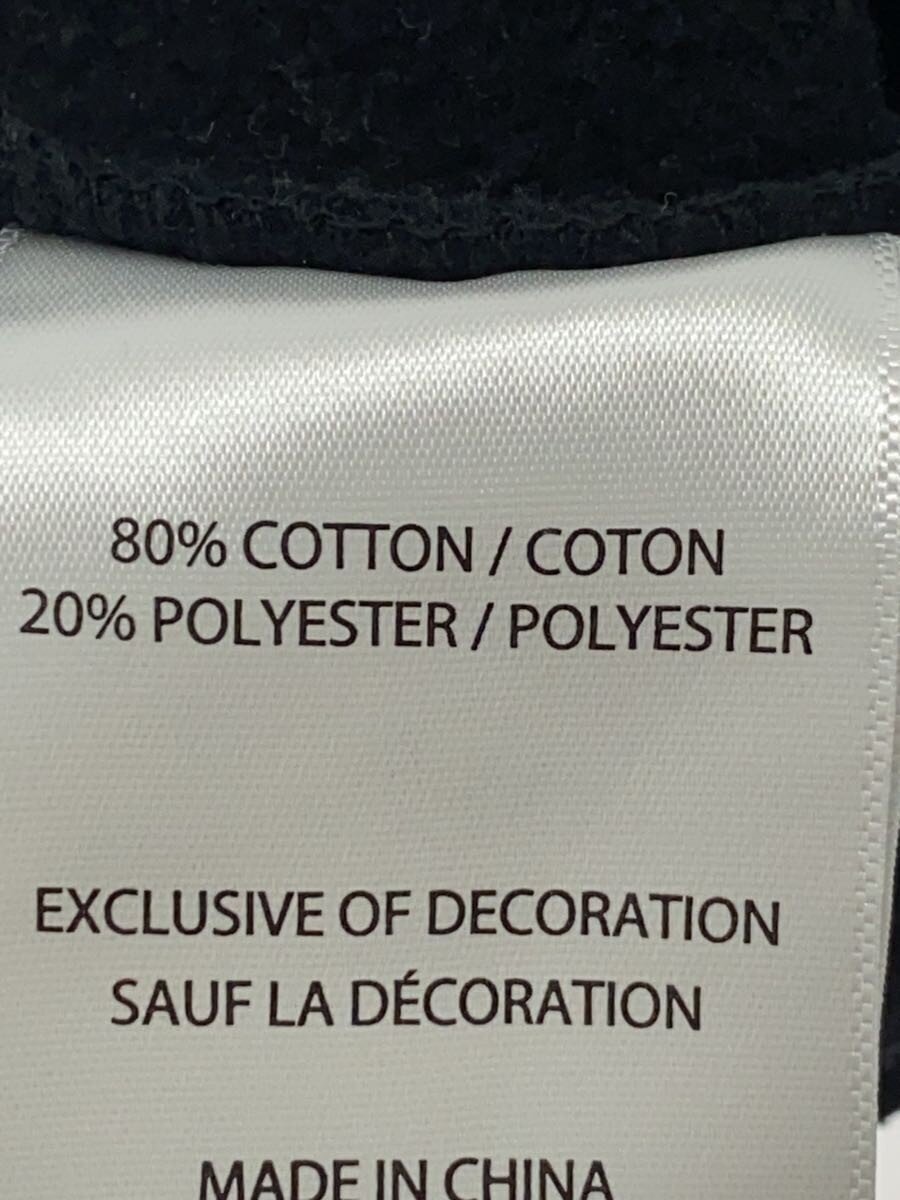 80% COTTON / COTON
20% POLYESTER / POLYESTER
EXCLUSIVE OF DECORATION
SAUF LA DÉCORATION
MADE IN CHINA